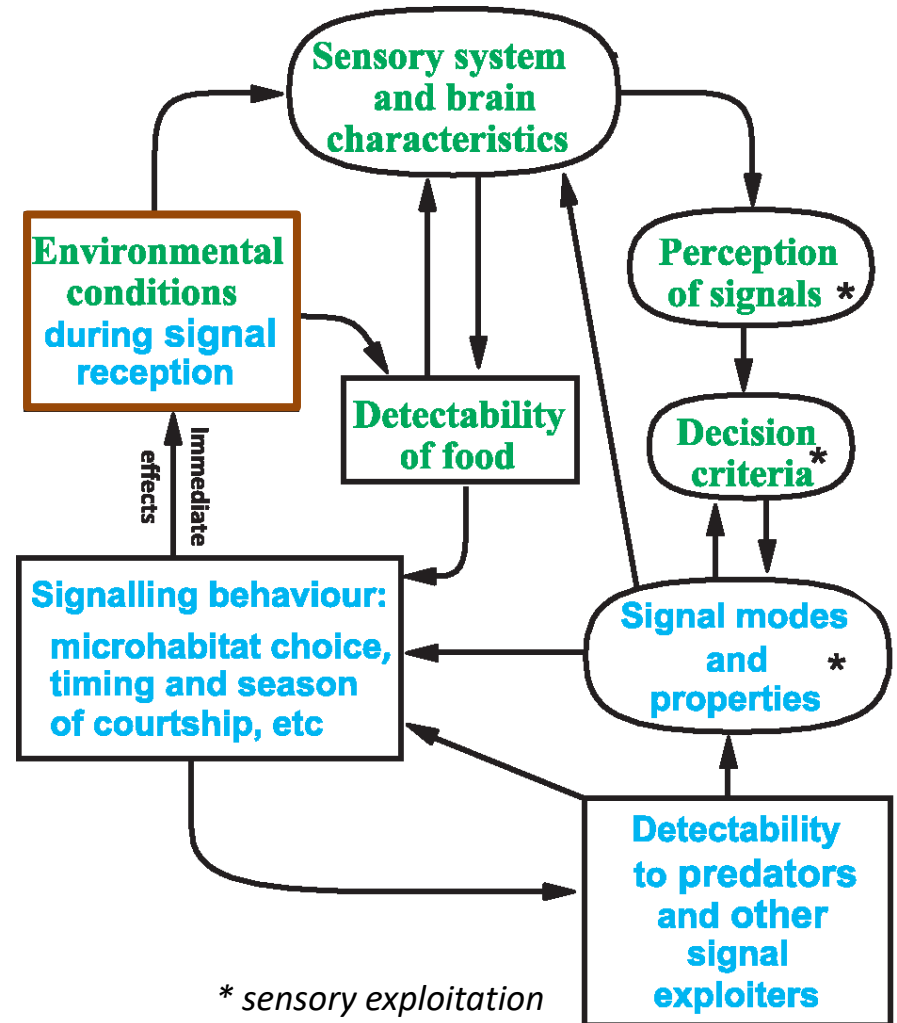 Sensory system
and brain
characteristics
Environmental
conditions
during signal
reception
Perception
of signals *
Detectability
of food
Decision
criteria*
Immediate
effects
Signalling behaviour:
microhabitat choice,
timing and season
of courtship, etc
Signal modes
and
properties *
Detectability
to predators
and other
signal
exploiters
* sensory exploitation